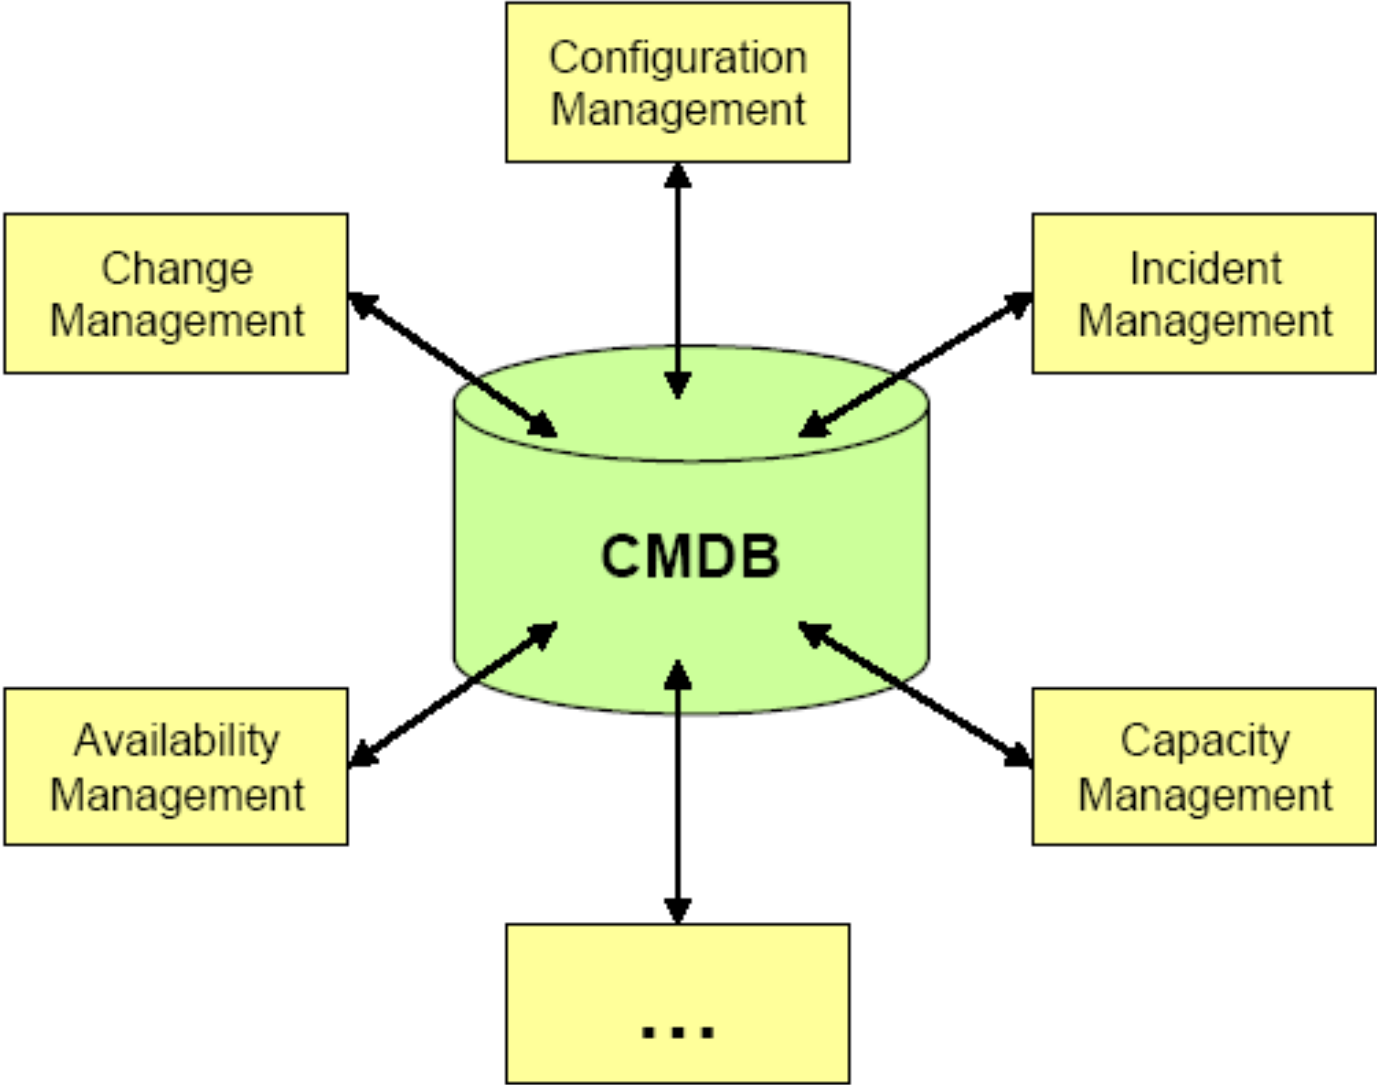 Configuration
Management
Change
Management
Incident
Management
CMDB
Availability
Management
Capacity
Management
...